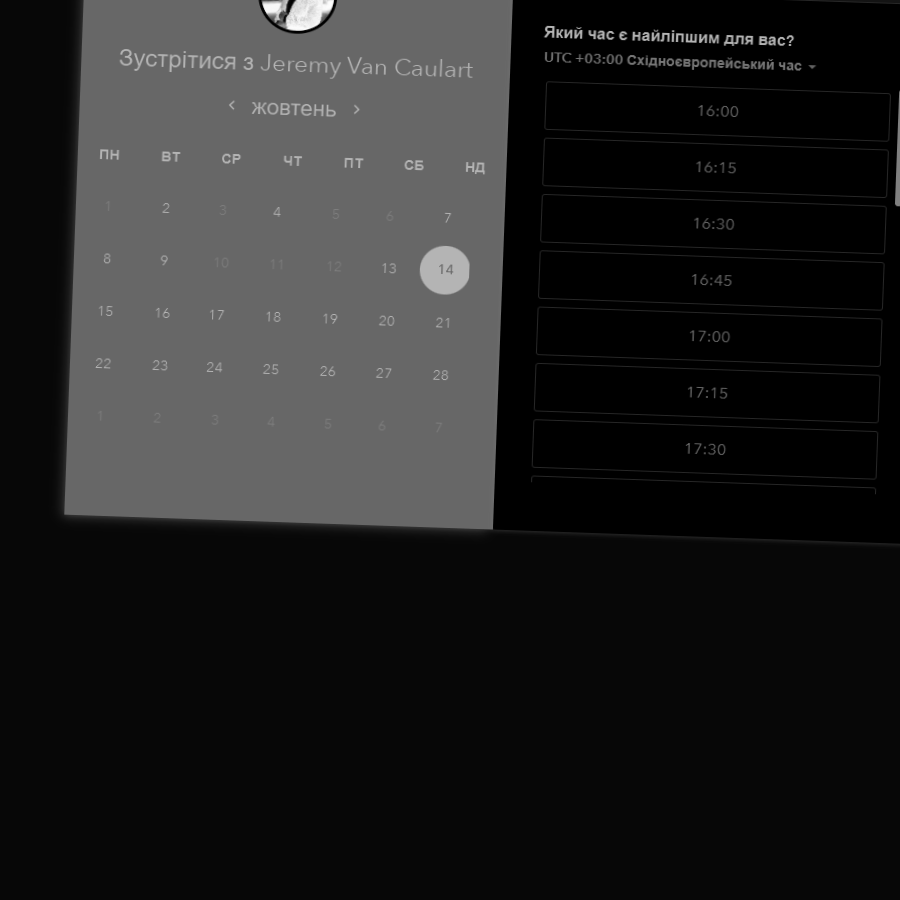 Зустрітися з Jeremy Van Caulart
жовтень
ПН ВТ СР ЧТ ПТ СБ НД
1 2 3 4 5 6 7
8 9 10 11 12 13 14
15 16 17 18 19 20 21
22 23 24 25 26 27 28
1 2 3 4 5 6 7
Який час є найліпшим для вас?
UTC +03:00 Східноєвропейський час
16:00
16:15
16:30
16:45
17:00
17:15
17:30